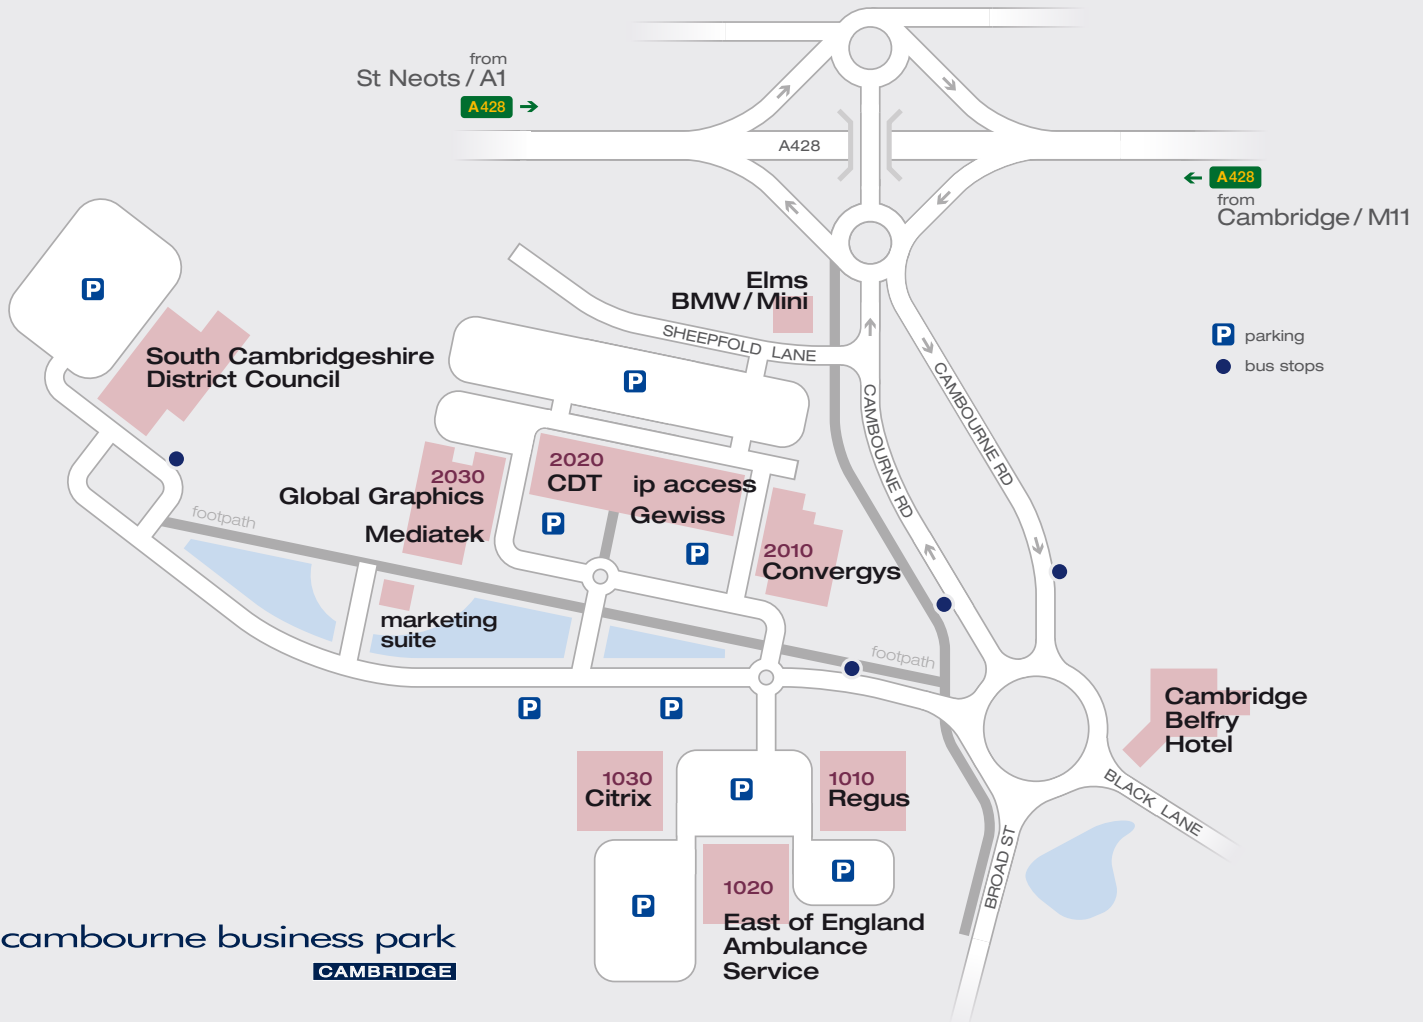 from
St Neots / A1
A428
A428
A428
from
Cambridge / M11
P
Elms
BMW / Mini
SHEEPFOLD LANE
P parking
bus stops
South Cambridgeshire
District Council
P
CAMBOURNE RD
CAMBOURNE RD
2030
Global Graphics
Mediatek
2020
CDT
ip access
Gewiss
P
P
2010
Convergys
footpath
marketing
suite
footpath
P
P
Cambridge
Belfry
Hotel
1030
Citrix
P
1010
Regus
BLACK LANE
BROAD ST
P
P
1020
East of England
Ambulance
Service
cambourne business park
CAMBRIDGE